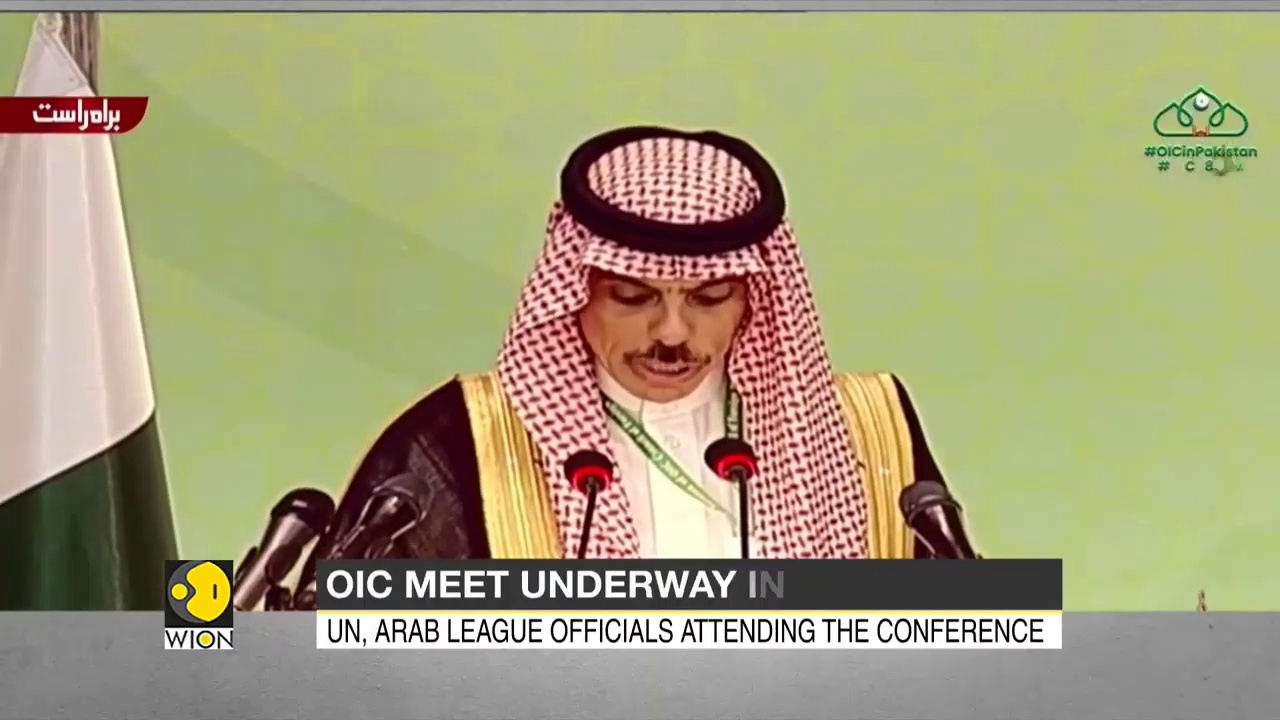 براہ راست
#OICinPakistan
OIC MEET UNDERWAY IN
UN, ARAB LEAGUE OFFICIALS ATTENDING THE CONFERENCE
WION